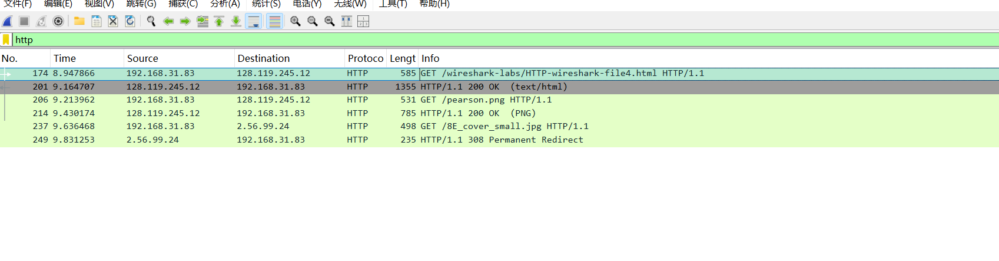 文件(F) 编辑(E) 视图(V) 跳转(G) 捕获(C) 分析(A) 统计(S) 电话(Y) 无线(W) 工具(T) 帮助(H)
http
No. Time Source Destination Protoco Lengt Info
174 8.947866 192.168.31.83 128.119.245.12 HTTP 585 GET /wireshark-labs/HTTP-wireshark-file4.html HTTP/1.1
201 9.164707 128.119.245.12 192.168.31.83 HTTP 1355 HTTP/1.1 200 OK (text/html)
206 9.213962 192.168.31.83 128.119.245.12 HTTP 531 GET /pearson.png HTTP/1.1
214 9.430174 128.119.245.12 192.168.31.83 HTTP 785 HTTP/1.1 200 OK (PNG)
237 9.636468 192.168.31.83 2.56.99.24 HTTP 498 GET /8E_cover_small.jpg HTTP/1.1
249 9.831253 2.56.99.24 192.168.31.83 HTTP 235 HTTP/1.1 308 Permanent Redirect